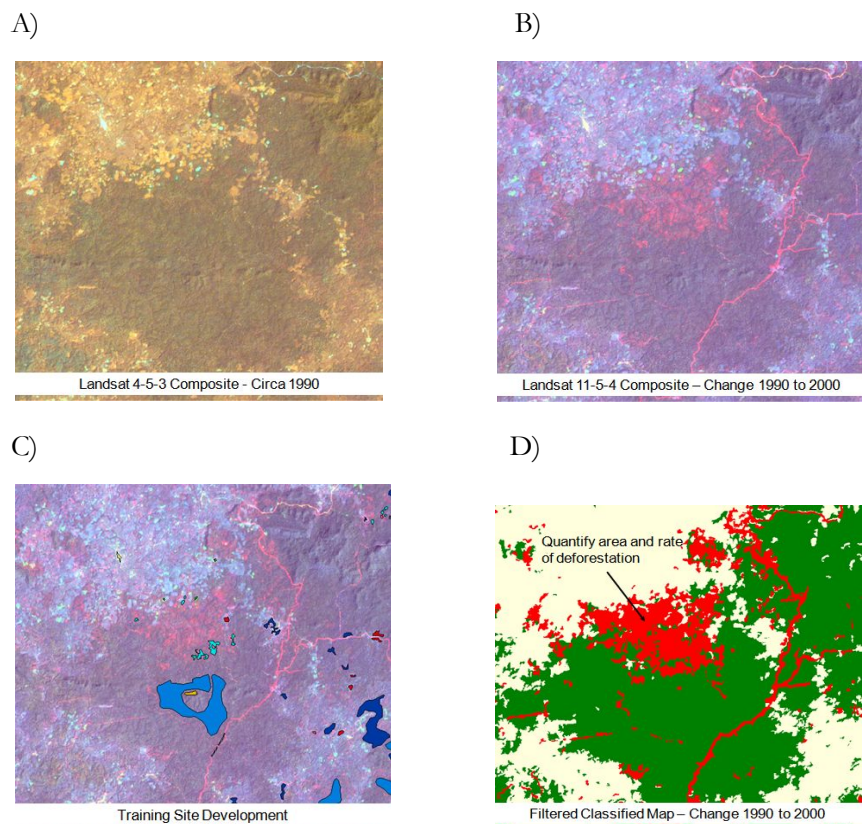 A)
B)
Landsat 4-5-3 Composite - Circa 1990
Landsat 11-5-4 Composite – Change 1990 to 2000
C)
D)
Quantify area and rate
of deforestation
Training Site Development
Filtered Classified Map – Change 1990 to 2000